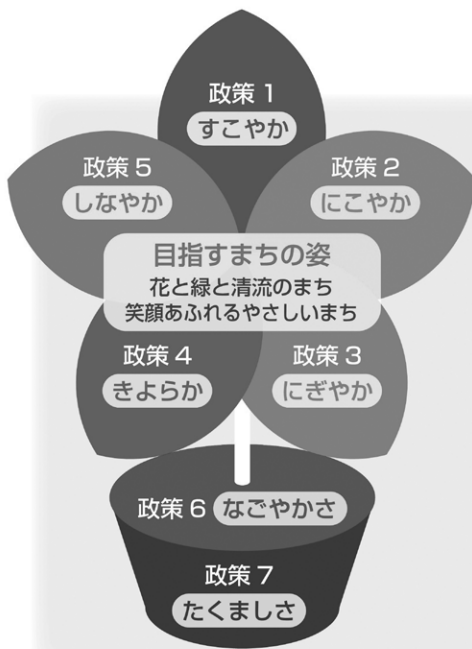 政策 1
すこやか
政策 5
しなやか
政策 2
にこやか
目指すまちの姿
花と緑と清流のまち
笑顔あふれるやさしいまち
政策 4
きよらか
政策 3
にぎやか
政策 6 なごやかさ
政策 7
たくましさ